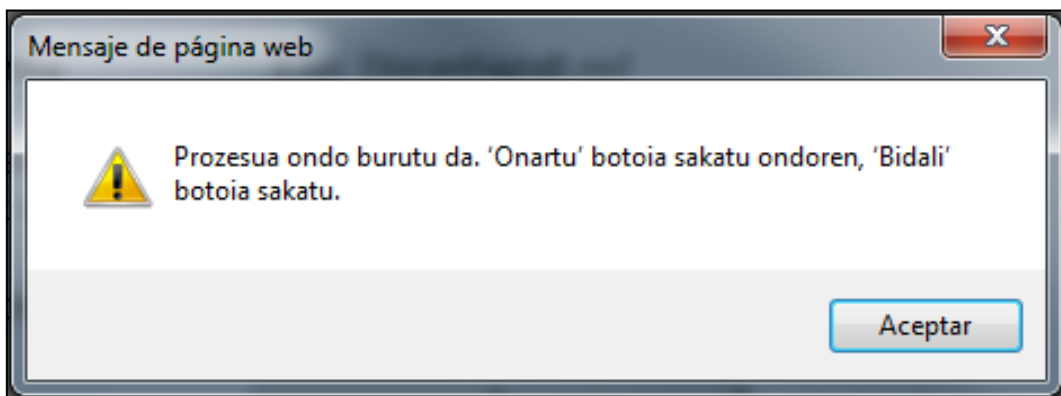 Mensaje de página web
Prozesua ondo burutu da. ‘Onartu’ botoia sakatu ondoren, ‘Bidali’
botoia sakatu.
Aceptar